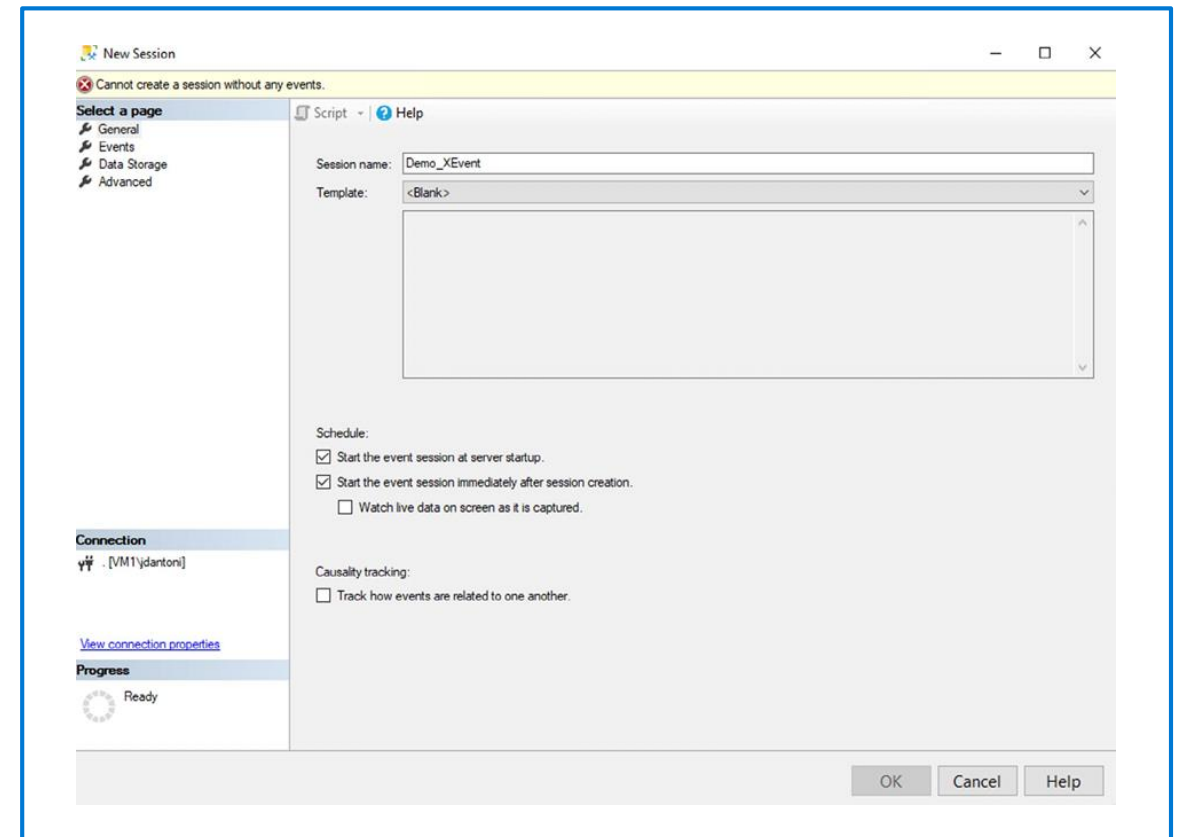 New Session
Cannot create a session without any events.
Select a page
General
Events
Data Storage
Advanced
Script
Help
Session name:
Demo_XEvent
Template:
<Blank>
Schedule:
Start the event session at server startup.
Start the event session immediately after session creation.
Watch live data on screen as it is captured.
Causality tracking:
Track how events are related to one another.
Connection
. [VM1\jdantoni]
View connection properties
Progress
Ready
OK
Cancel
Help